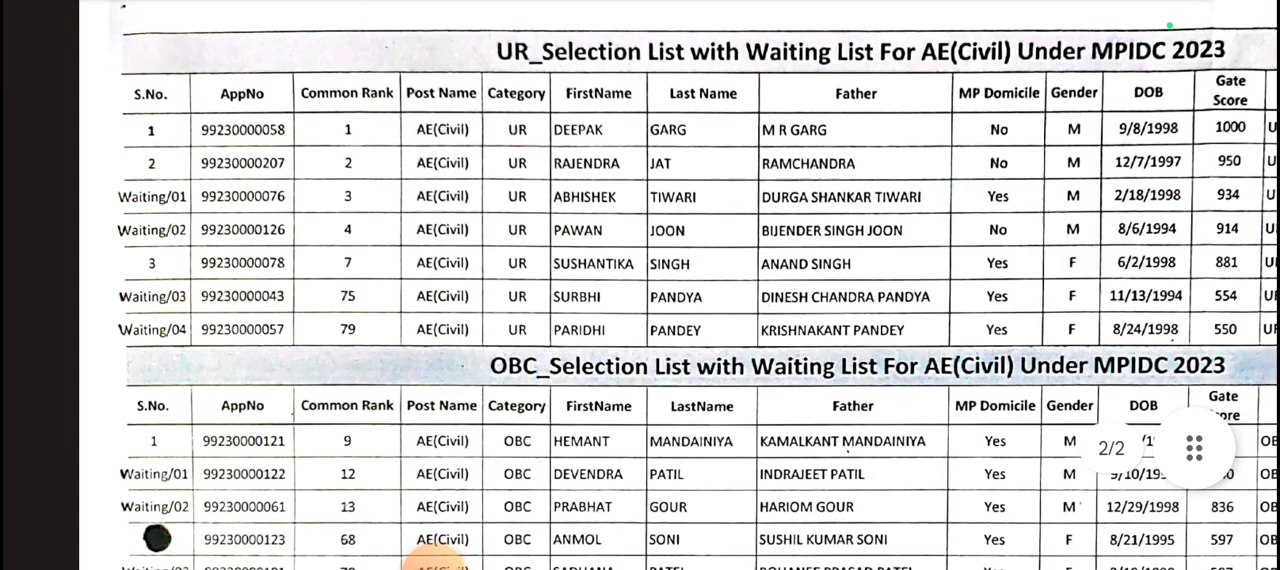 UR_Selection List with Waiting List For AE(Civil) Under MPIDC 2023
S.No. AppNo Common Rank Post Name Category FirstName Last Name Father MP Domicile Gender DOB Gate Score
1 99230000058 1 AE(Civil) UR DEEPAK GARG M R GARG No M 9/8/1998 1000 U
2 99230000207 2 AE(Civil) UR RAJENDRA JAT RAMCHANDRA No M 12/7/1997 950 U
Waiting/01 99230000076 3 AE(Civil) UR ABHISHEK TIWARI DURGA SHANKAR TIWARI Yes M 2/18/1998 934 U
Waiting/02 99230000126 4 AE(Civil) UR PAWAN JOON BIJENDER SINGH JOON No M 8/6/1994 914 U
3 99230000078 7 AE(Civil) UR SUSHANTIKA SINGH ANAND SINGH Yes F 6/2/1998 881 U
Waiting/03 99230000043 75 AE(Civil) UR SURBHI PANDYA DINESH CHANDRA PANDYA Yes F 11/13/1994 554 U
Waiting/04 99230000057 79 AE(Civil) UR PARIDHI PANDEY KRISHNAKANT PANDEY Yes F 8/24/1998 550 U
OBC_Selection List with Waiting List For AE(Civil) Under MPIDC 2023
S.No. AppNo Common Rank Post Name Category FirstName LastName Father MP Domicile Gender DOB Gate
1 99230000121 9 AE(Civil) OBC HEMANT MANDAINIYA KAMALKANT MANDAINIYA Yes M 2/2
Waiting/01 99230000122 12 AE(Civil) OBC DEVENDRA PATIL INDRAJEET PATIL Yes M OB
Waiting/02 99230000061 13 AE(Civil) OBC PRABHAT GOUR HARIOM GOUR Yes M 12/29/1998 836 OB
99230000123 68 AE(Civil) OBC ANMOL SONI SUSHIL KUMAR SONI Yes F 8/21/1995 597 OB